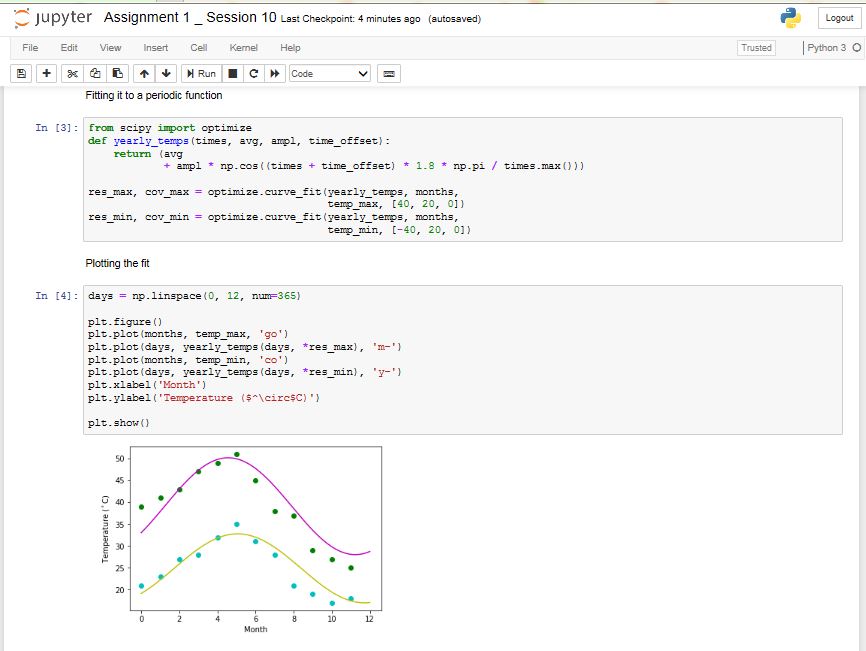 jupyter Assignment 1 _ Session 10 Last Checkpoint: 4 minutes ago (autosaved)
Logout
File Edit View Insert Cell Kernel Help
Trusted Python 3
Run Code
Fitting it to a periodic function
In [3]: from scipy import optimize
def yearly_temps(times, avg, ampl, time_offset):
    return (avg
            + ampl * np.cos((times + time_offset) * 1.8 * np.pi / times.max()))

res_max, cov_max = optimize.curve_fit(yearly_temps, months,
                                      temp_max, [40, 20, 0])
res_min, cov_min = optimize.curve_fit(yearly_temps, months,
                                      temp_min, [-40, 20, 0])
Plotting the fit
In [4]: days = np.linspace(0, 12, num=365)

plt.figure()
plt.plot(months, temp_max, 'go')
plt.plot(days, yearly_temps(days, *res_max), 'm-')
plt.plot(months, temp_min, 'co')
plt.plot(days, yearly_temps(days, *res_min), 'y-')
plt.xlabel('Month')
plt.ylabel('Temperature ($^\circ$C)')

plt.show()
Temperature (°C)
50
45
40
35
30
25
20
0 2 4 6 8 10 12
Month